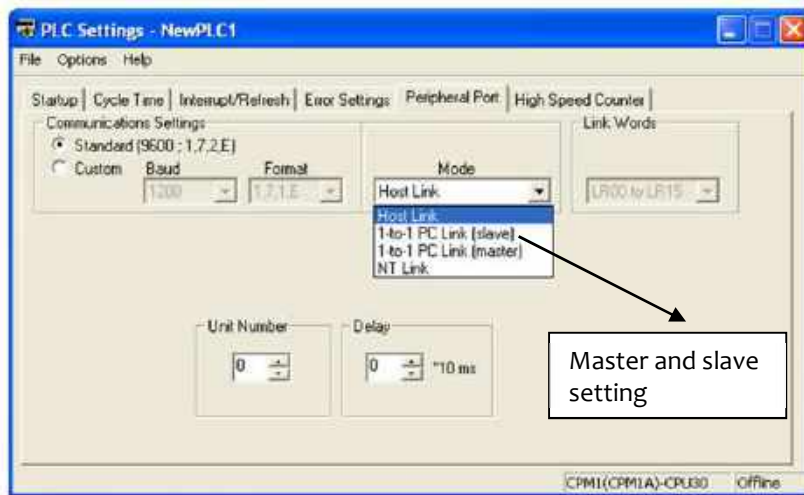 PLC Settings - NewPLC1
File Options Help
Startup | Cycle Time | Interrupt/Refresh | Error Settings Peripheral Port | High Speed Counter |
Communications Settings
Link Words
Standard (9600 ; 1,7,2,E)
Custom Baud Format Mode
1200 1,7,1,E Host Link LR00 to LR15
Host Link
1-to-1 PC Link (slave)
1-to-1 PC Link (master)
NT Link
Unit Number Delay
0 0 *10 ms
Master and slave
setting
CPM1(CPM1A)-CPU30 Offline